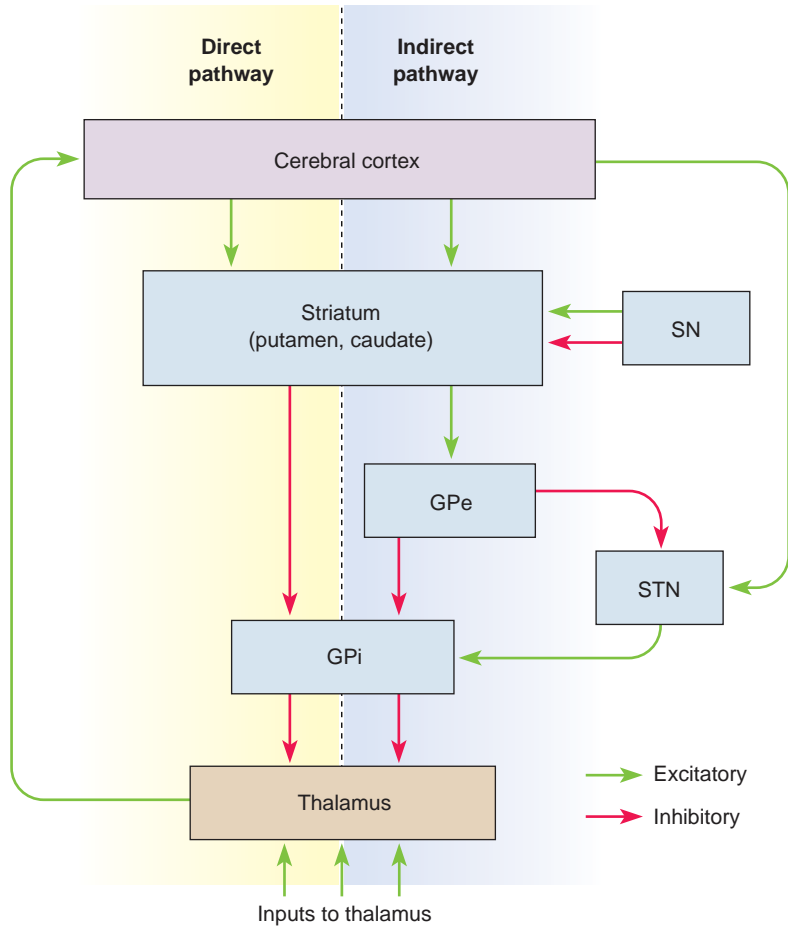 Direct
pathway
Indirect
pathway
Cerebral cortex
Striatum
(putamen, caudate)
SN
GPe
STN
GPi
Thalamus
Excitatory
Inhibitory
Inputs to thalamus